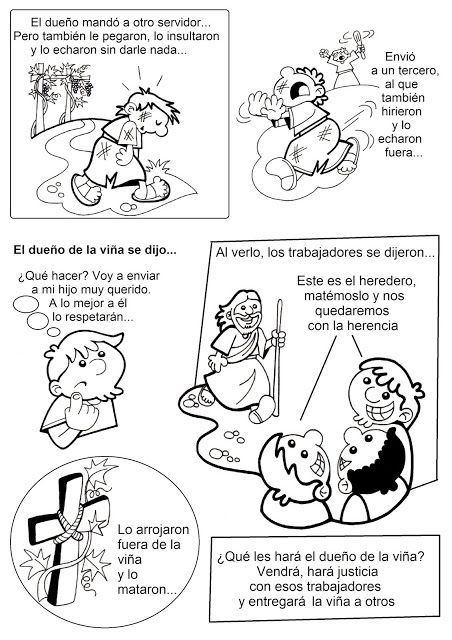 El dueño mandó a otro servidor...
Pero también le pegaron, lo insultaron
y lo echaron sin darle nada...
Envió
a un tercero,
al que
también
hirieron
y lo
echaron
fuera...
El dueño de la viña se dijo...
¿Qué hacer? Voy a enviar
a mi hijo muy querido.
A lo mejor a él
lo respetarán...
Al verlo, los trabajadores se dijeron...
Este es el heredero,
matémoslo y nos
quedaremos
con la herencia
Lo arrojaron
fuera de la
viña
y lo
mataron...
¿Qué les hará el dueño de la viña?
Vendrá, hará justicia
con esos trabajadores
y entregará la viña a otros